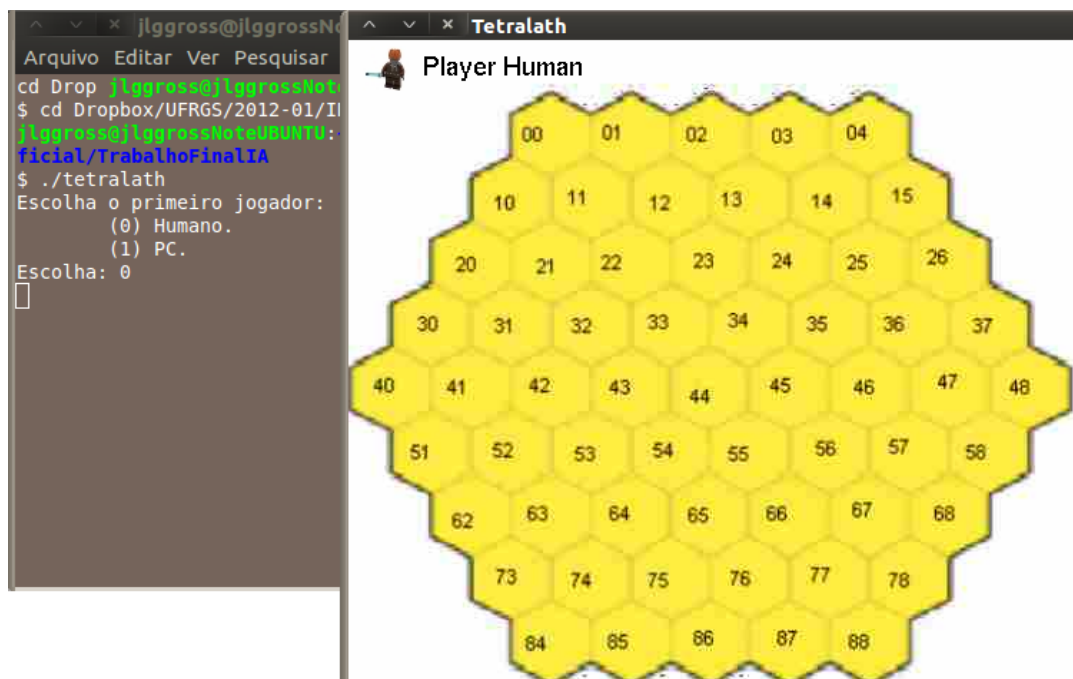 jlggross@jlggrossNo
Arquivo Editar Ver Pesquisar
cd Drop jlggross@jlggrossNote
$ cd Dropbox/UFRGS/2012-01/I
jlggross@jlggrossNoteUBUNTU:
ficial/TrabalhoFinalIA
$ ./tetralath
Escolha o primeiro jogador:
(0) Humano.
(1) PC.
Escolha: 0
Tetralath
Player Human
00 01 02 03 04
10 11 12 13 14 15
20 21 22 23 24 25 26
30 31 32 33 34 35 36 37
40 41 42 43 44 45 46 47 48
51 52 53 54 55 56 57 58
62 63 64 65 66 67 68
73 74 75 76 77 78
84 85 86 87 88